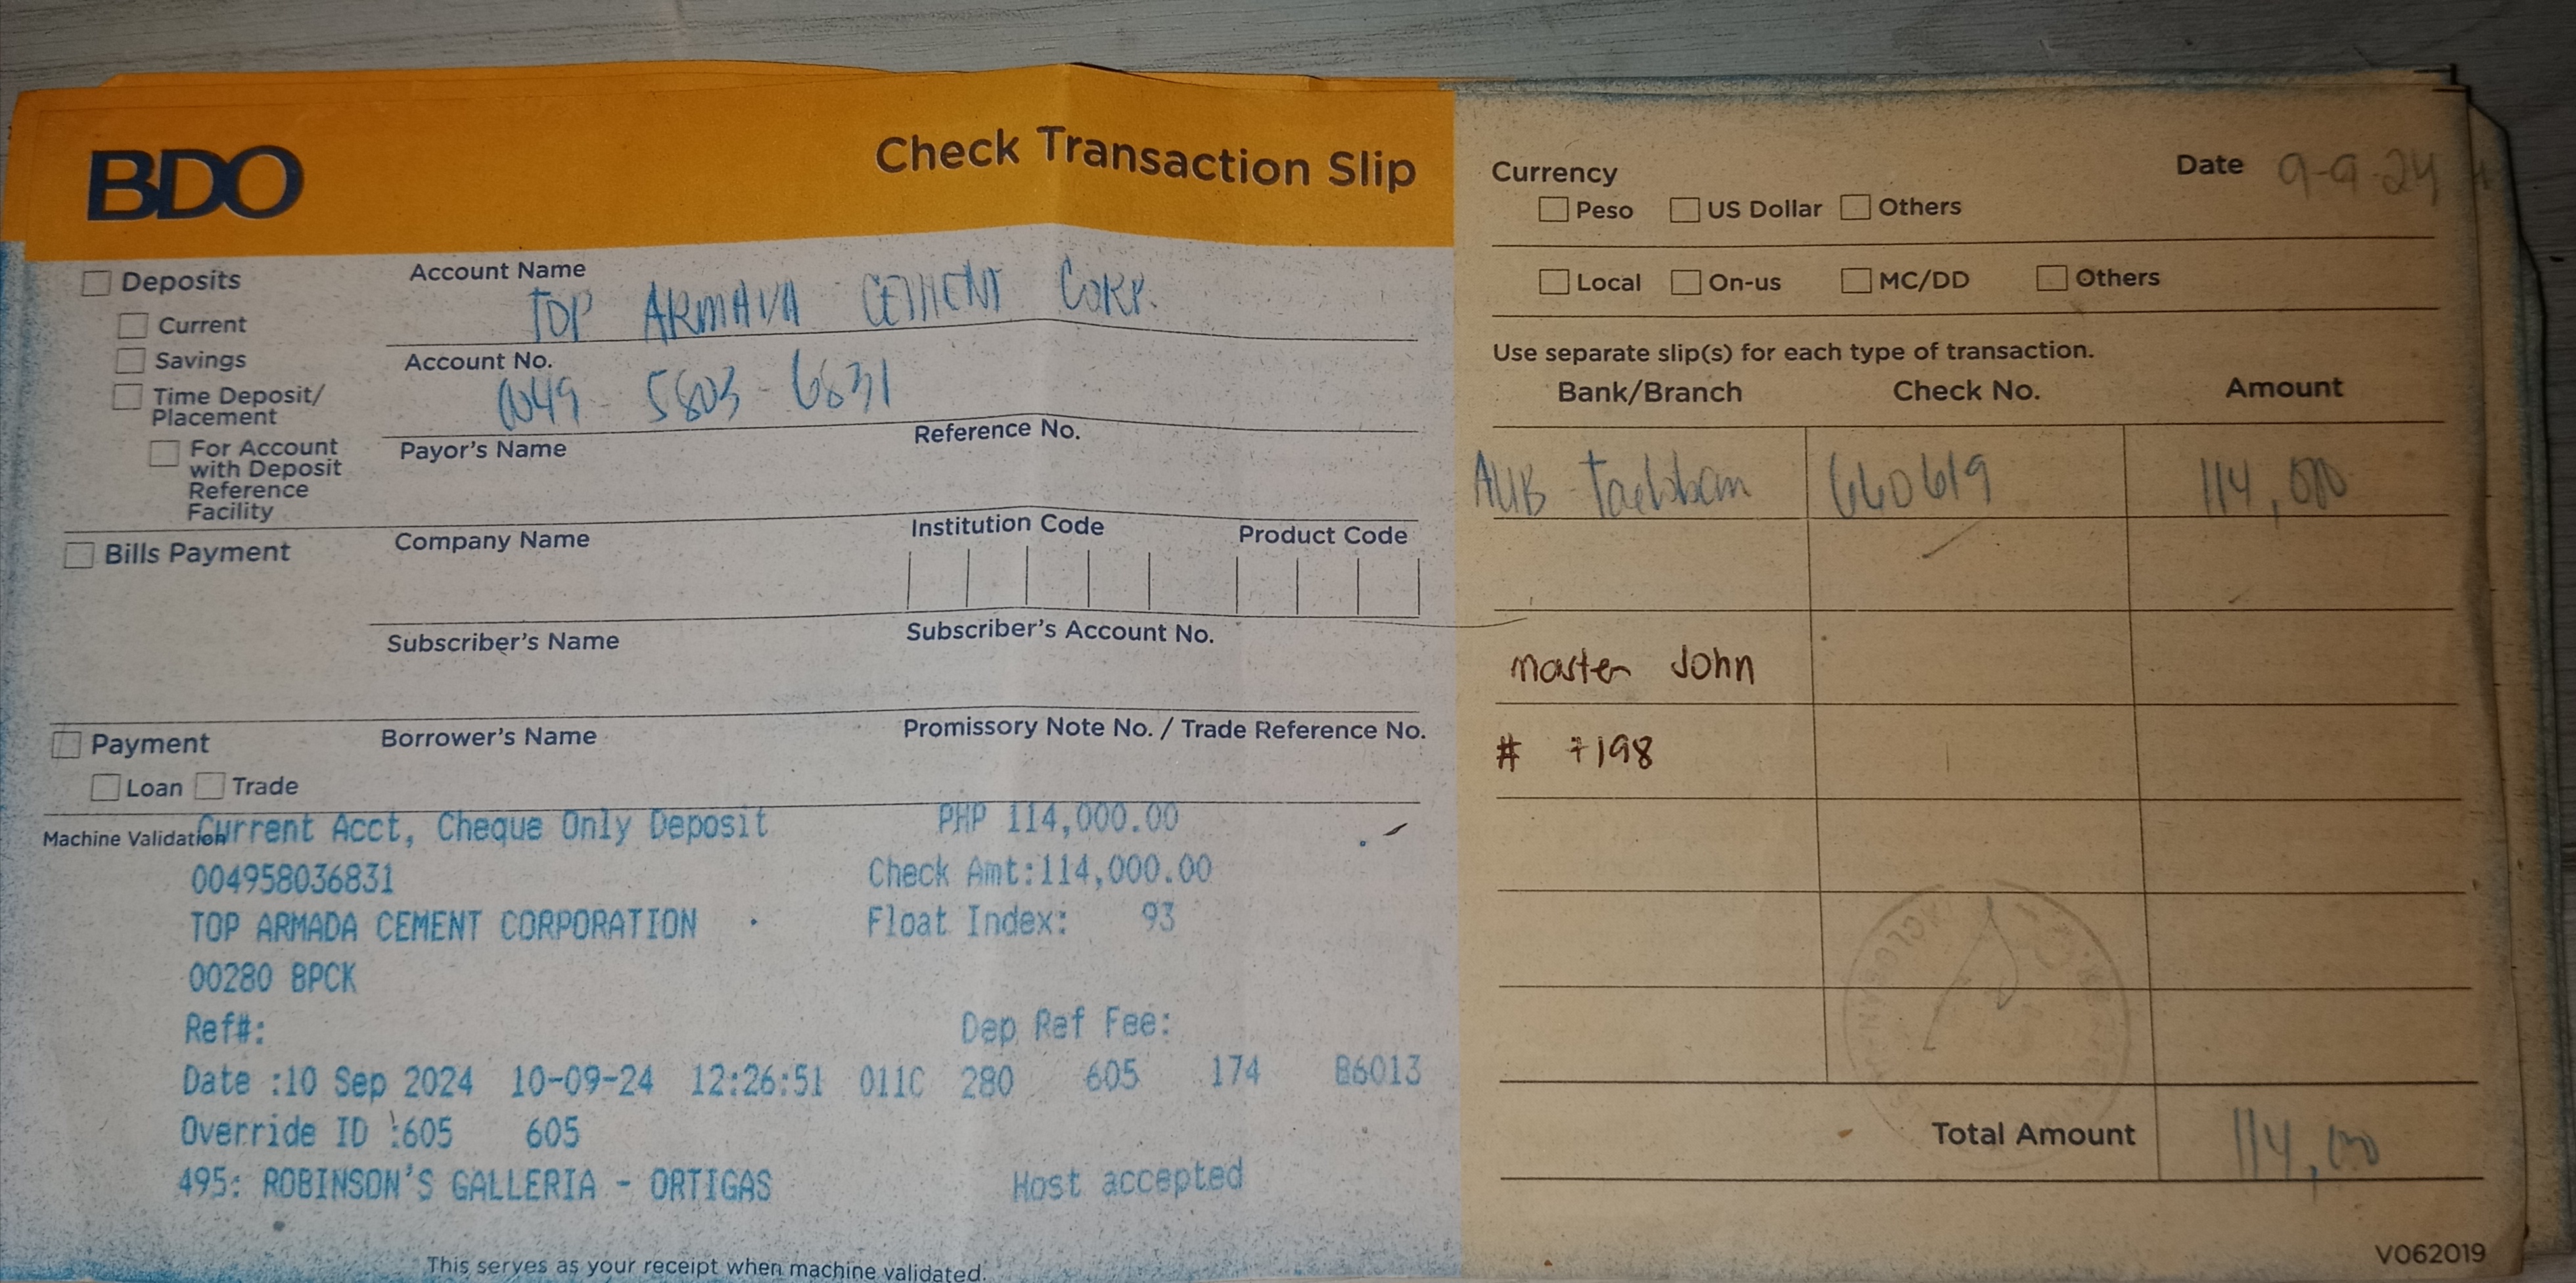 BDO
Check Transaction Slip
Deposits
Current
Savings
Time Deposit/
Placement
For Account
with Deposit
Reference
Facility
Account Name
TOP ARMADA CEMENT CORP.
Account No.
0049 - 5803 - 6831
Payor's Name
Reference No.
Bills Payment
Company Name
Institution Code
Product Code
Subscriber's Name
Subscriber's Account No.
Payment
Loan Trade
Borrower's Name
Promissory Note No. / Trade Reference No.
Machine Validation
Current Acct, Cheque Only Deposit PHP 114,000.00
004958036831 Check Amt:114,000.00
TOP ARMADA CEMENT CORPORATION Float Index: 93
00280 BPCK
Ref#: Dep Ref Fee:
Date :10 Sep 2024 10-09-24 12:26:51 011C 280 605 174 B6013
Override ID :605 605
495: ROBINSON'S GALLERIA - ORTIGAS Host accepted
This serves as your receipt when machine validated.
Currency
Date 9-9-24
Peso US Dollar Others
Local On-us MC/DD Others
Use separate slip(s) for each type of transaction.
Bank/Branch Check No. Amount
AUB Tacloban 660619 114,000
master John
# 7198
Total Amount 114,000
V062019